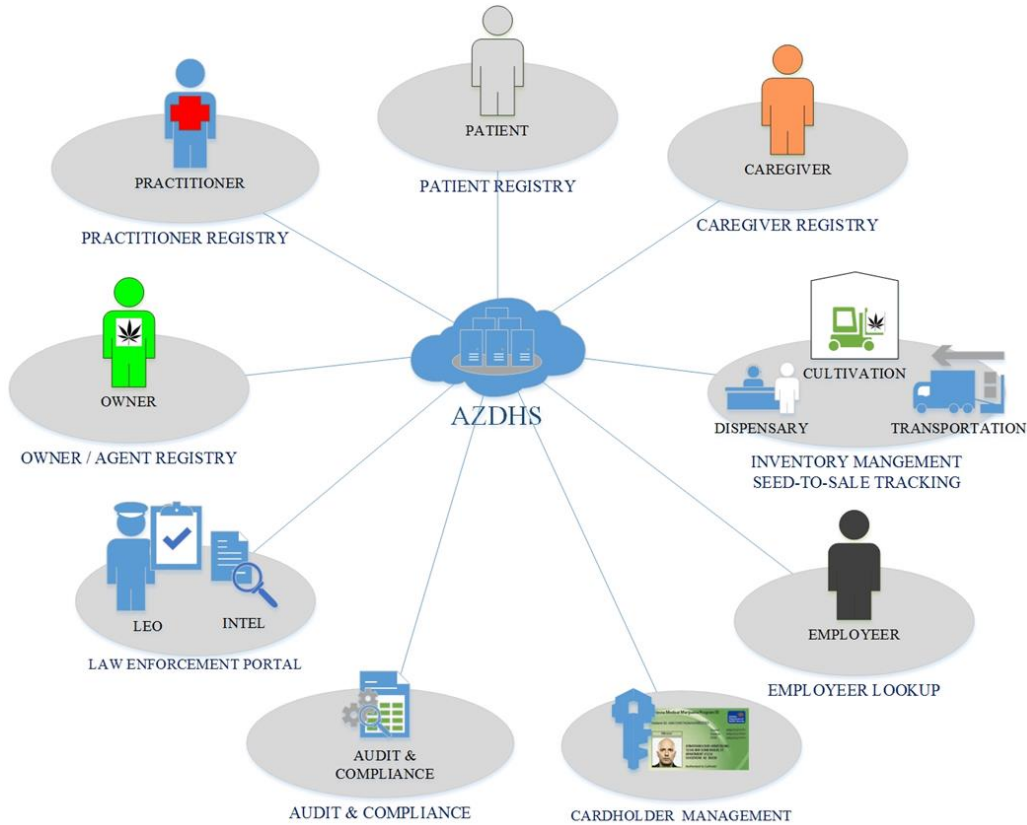 PATIENT
PATIENT REGISTRY
PRACTITIONER
PRACTITIONER REGISTRY
CAREGIVER
CAREGIVER REGISTRY
AZDHS
OWNER
OWNER / AGENT REGISTRY
CULTIVATION
DISPENSARY
TRANSPORTATION
INVENTORY MANGEMENT
SEED-TO-SALE TRACKING
LEO
INTEL
LAW ENFORCEMENT PORTAL
EMPLOYEER
EMPLOYEER LOOKUP
AUDIT &
COMPLIANCE
AUDIT & COMPLIANCE
CARDHOLDER MANAGEMENT